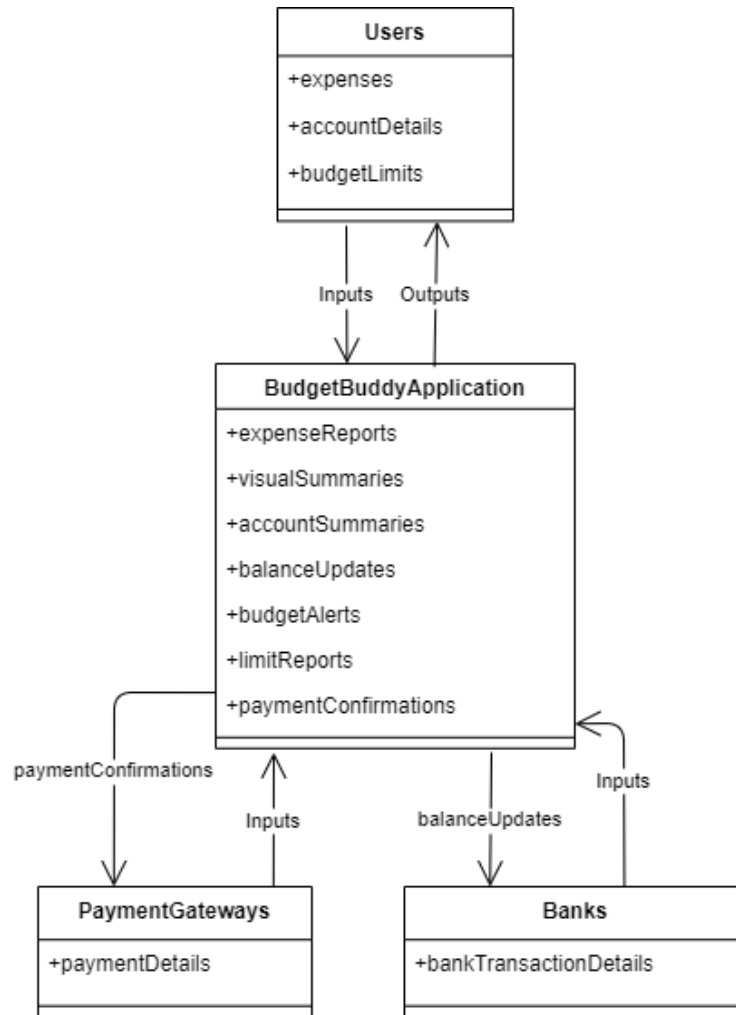 Users
+expenses
+accountDetails
+budgetLimits
Inputs
Outputs
BudgetBuddyApplication
+expenseReports
+visualSummaries
+accountSummaries
+balanceUpdates
+budgetAlerts
+limitReports
+paymentConfirmations
paymentConfirmations
Inputs
balanceUpdates
Inputs
PaymentGateways
+paymentDetails
Banks
+bankTransactionDetails